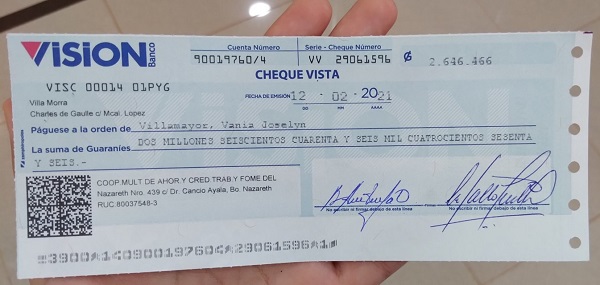 VISION Banco
Cuenta Número Serie - Cheque Número
90019760/4 VV 29061596 ₲ 2.646.466
CHEQUE VISTA
VISC 00014 01PYG
FECHA DE EMISIÓN 12 - 02 - 2021
DD MM AAAA
Villa Morra
Charles de Gaulle c/ Mcal. Lopez
Páguese a la orden de Villamayor, Vania Joselyn
La suma de Guaraníes DOS MILLONES SEISCIENTOS CUARENTA Y SEIS MIL CUATROCIENTOS SESENTA
Y SEIS.-
COOP.MULT DE AHOR.Y CRED.TRAB.Y FOME DEL
Nazareth Nro. 439 c/ Dr. Cancio Ayala, Bo. Nazareth
RUC:80037548-3
No escribir ni firmar debajo de esta línea
No escribir ni firmar debajo de esta línea